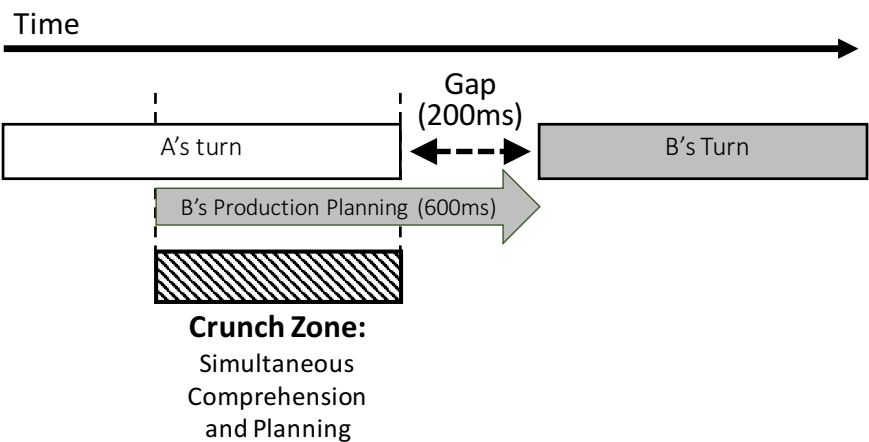 Time
Gap
(200ms)
A's turn
B's Turn
B's Production Planning (600ms)
Crunch Zone:
Simultaneous
Comprehension
and Planning